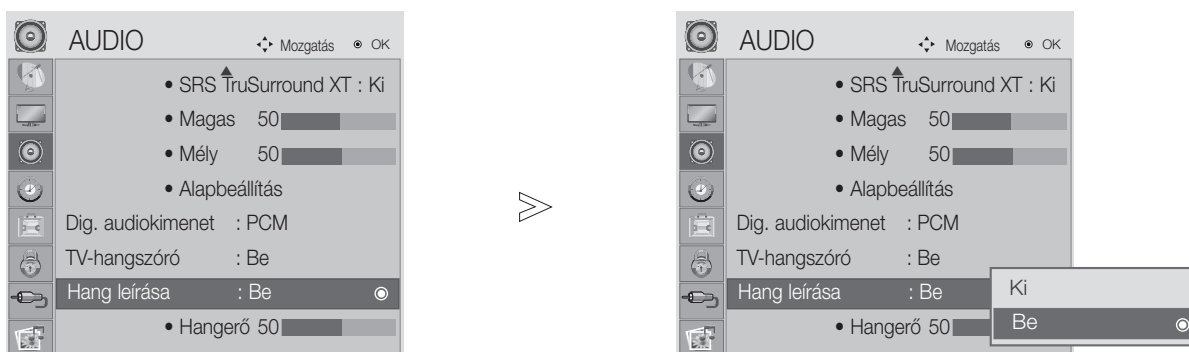 AUDIO Mozgatás OK
• SRS TruSurround XT : Ki
• Magas 50
• Mély 50
• Alapbeállítás
Dig. audiokimenet : PCM
TV-hangszóró : Be
Hang leírása : Be
• Hangerő 50
AUDIO Mozgatás OK
• SRS TruSurround XT : Ki
• Magas 50
• Mély 50
• Alapbeállítás
Dig. audiokimenet : PCM
TV-hangszóró : Be
Hang leírása : Be
• Hangerő 50
Ki
Be